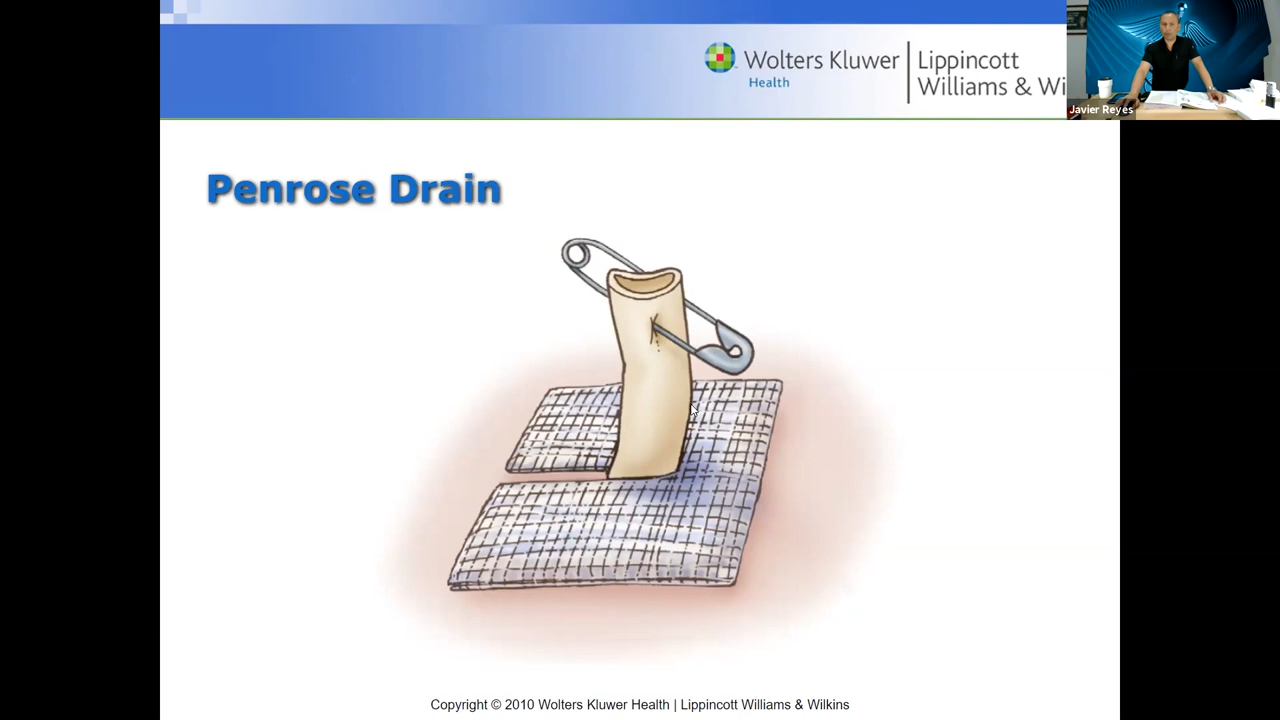 Wolters Kluwer
Health
Lippincott
Williams & Wi
Javier Reyes
Penrose Drain
Copyright © 2010 Wolters Kluwer Health | Lippincott Williams & Wilkins